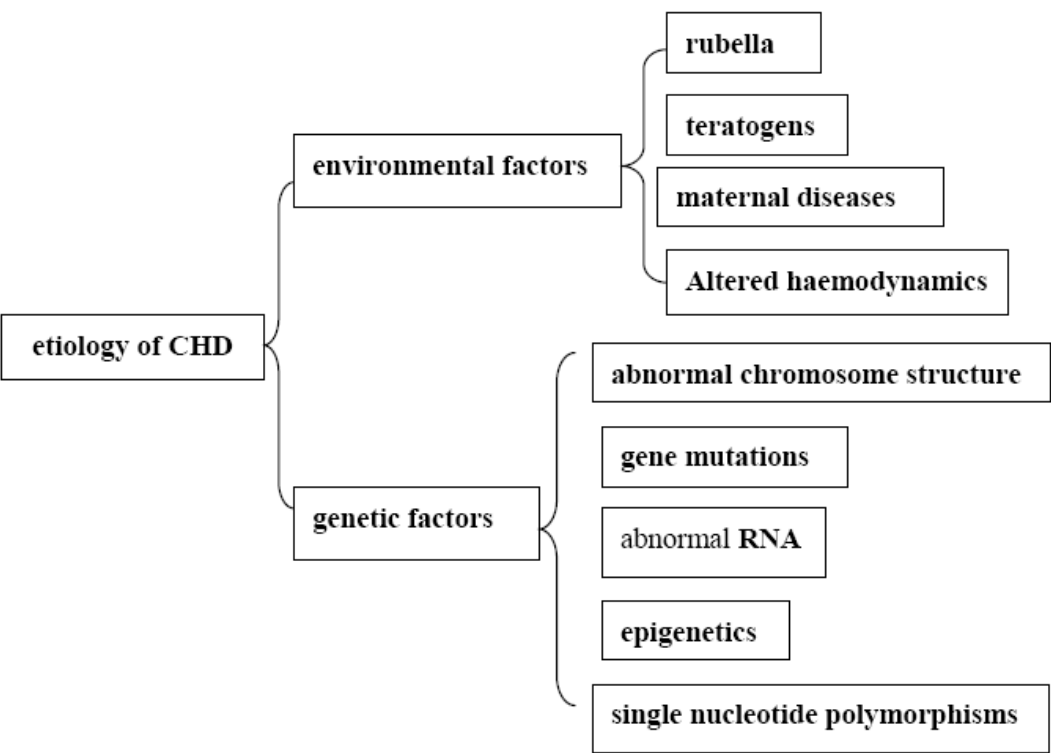 rubella
teratogens
environmental factors
maternal diseases
Altered haemodynamics
etiology of CHD
abnormal chromosome structure
gene mutations
genetic factors
abnormal RNA
epigenetics
single nucleotide polymorphisms